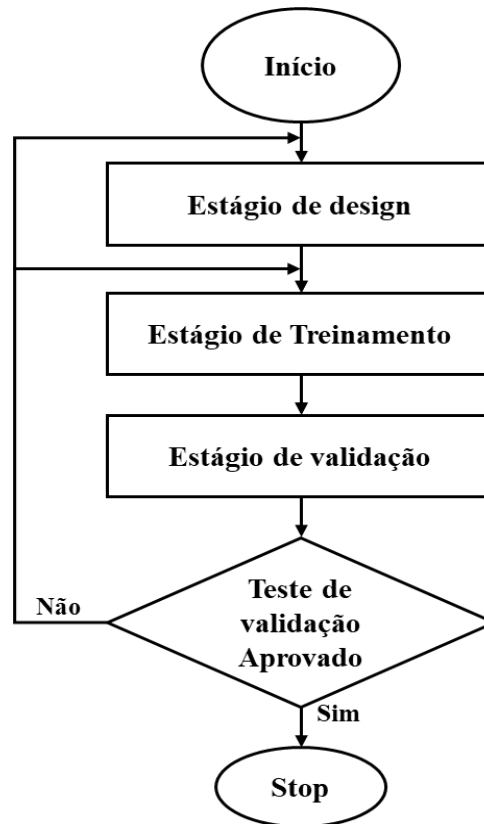 Início
Estágio de design
Estágio de Treinamento
Estágio de validação
Teste de
validação
Aprovado
Não
Sim
Stop